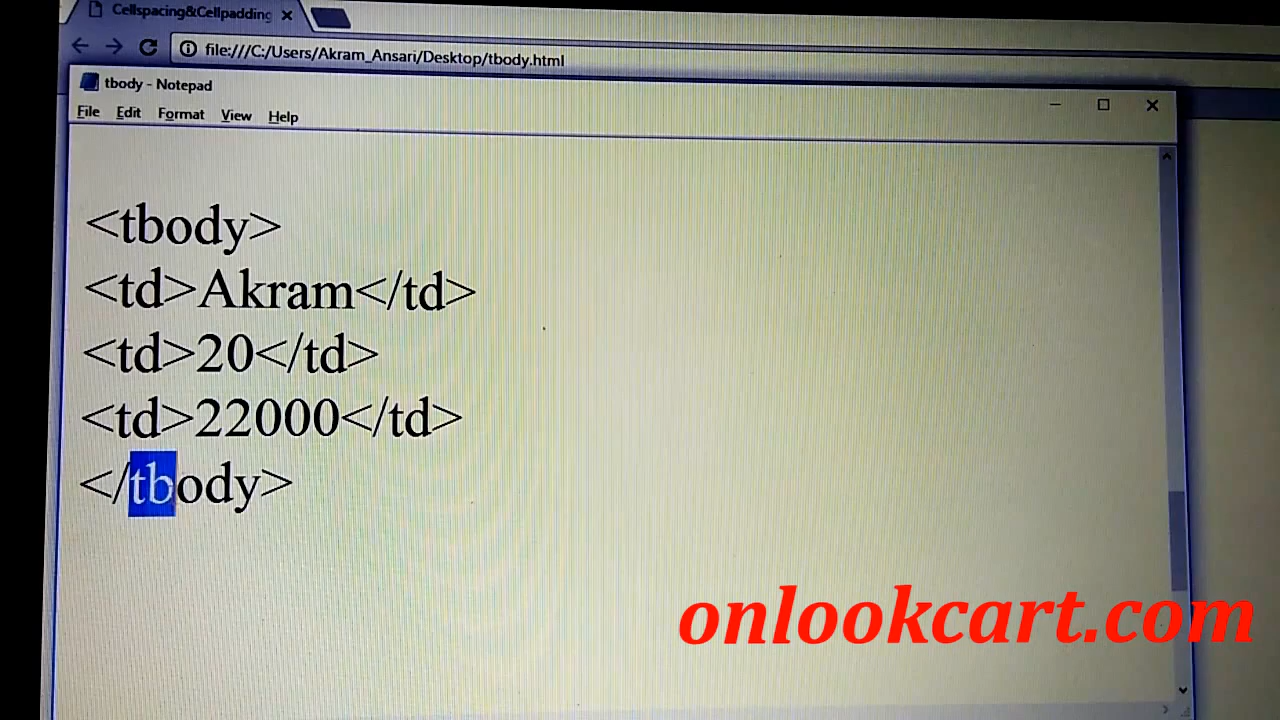 Cellspacing&Cellpadding
file:///C:/Users/Akram_Ansari/Desktop/tbody.html
tbody - Notepad
File Edit Format View Help
<tbody>
<td>Akram</td>
<td>20</td>
<td>22000</td>
</tbody>
onlookcart.com